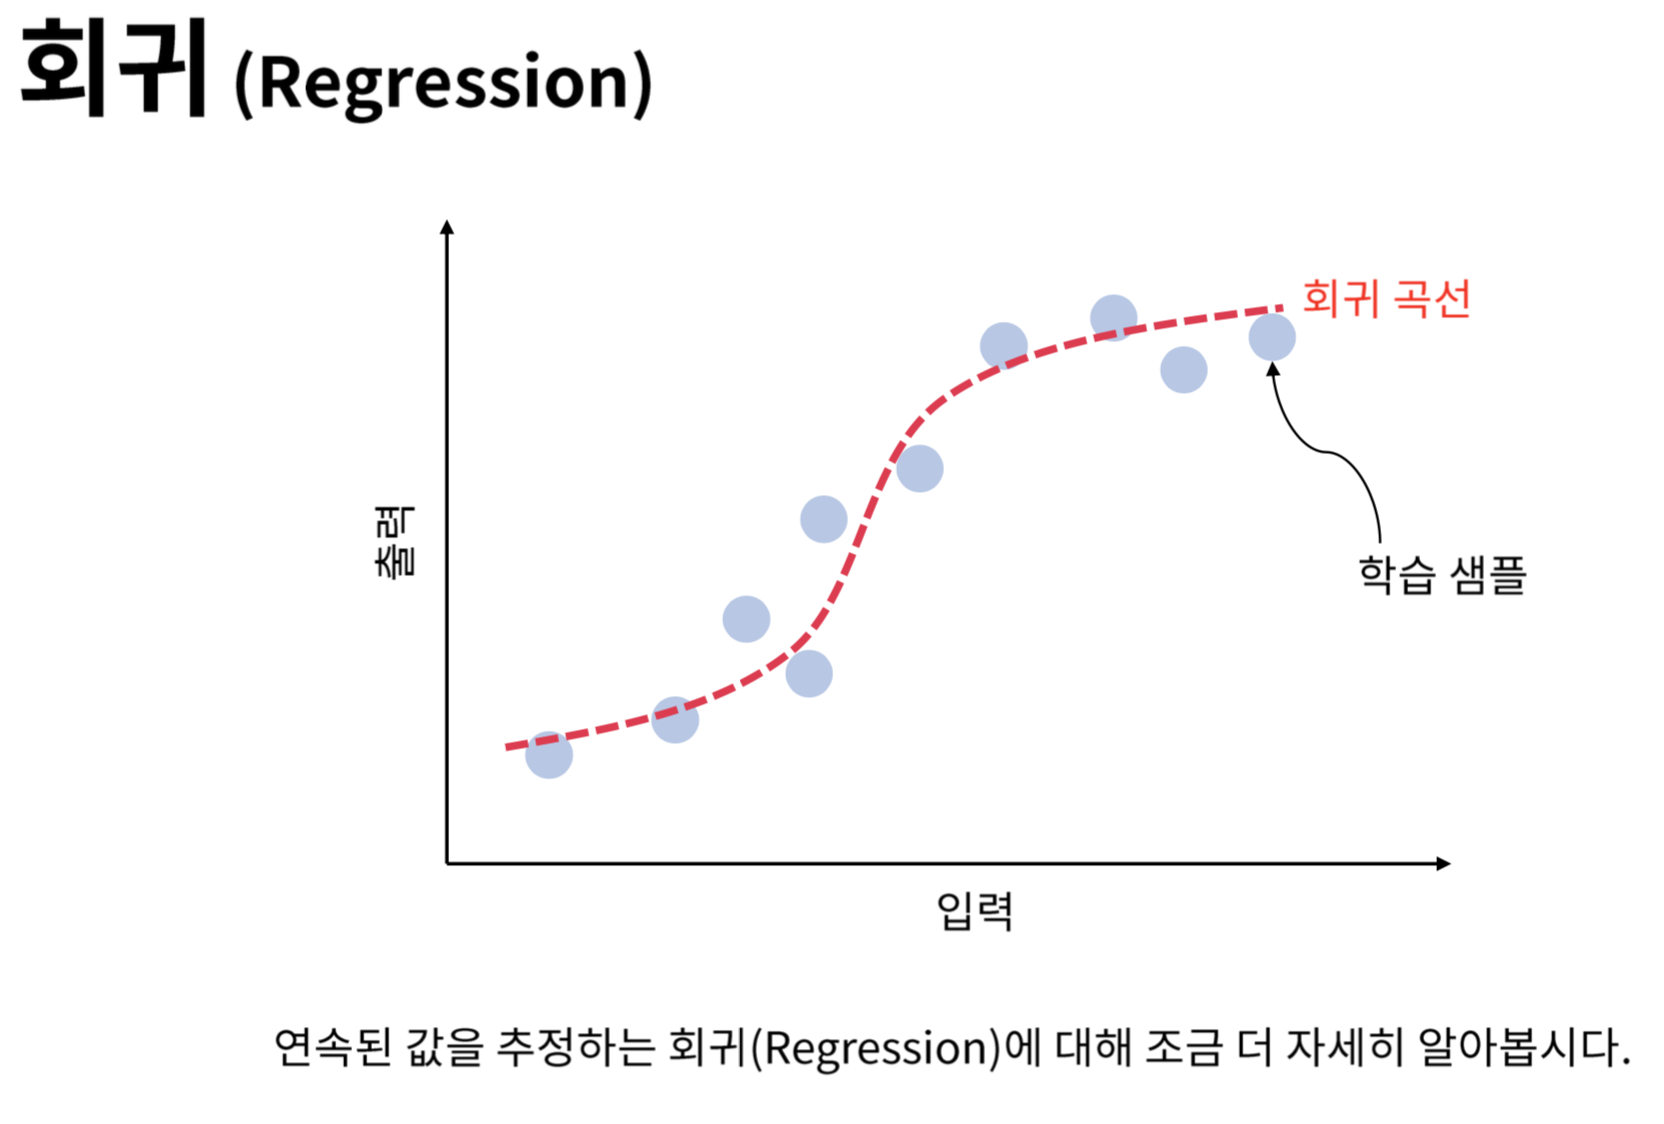 회귀 (Regression)
회귀 곡선
출력
학습 샘플
입력
연속된 값을 추정하는 회귀(Regression)에 대해 조금 더 자세히 알아봅시다.